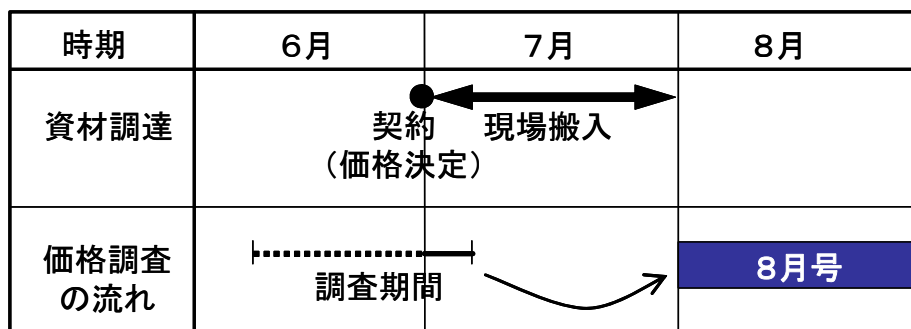 時期
6月
7月
8月
資材調達
契約
(価格決定)
現場搬入
価格調査
の流れ
調査期間
8月号